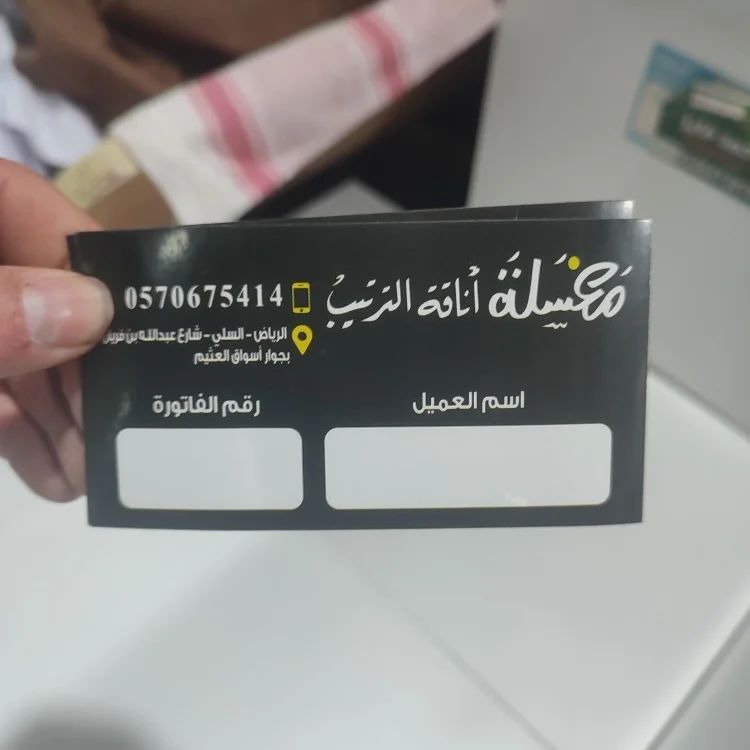 مغسلة أناقة الترتيب
0570675414
الرياض - السلي - شارع عبدالله بن
بجوار أسواق العثيم
اسم العميل
رقم الفاتورة